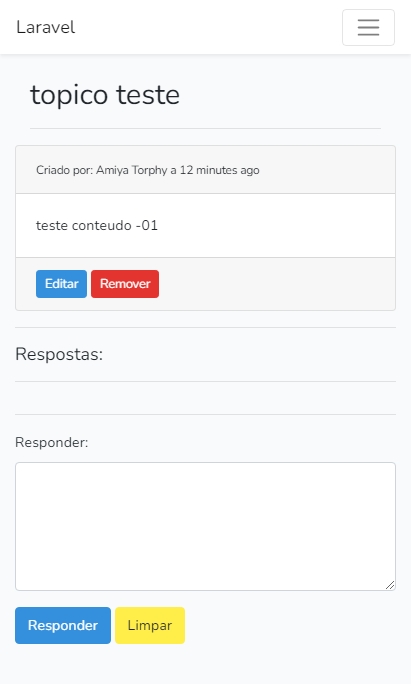 Laravel
topico teste
Criado por: Amiya Torphy a 12 minutes ago
teste conteudo -01
Editar Remover
Respostas:
Responder:
Responder Limpar